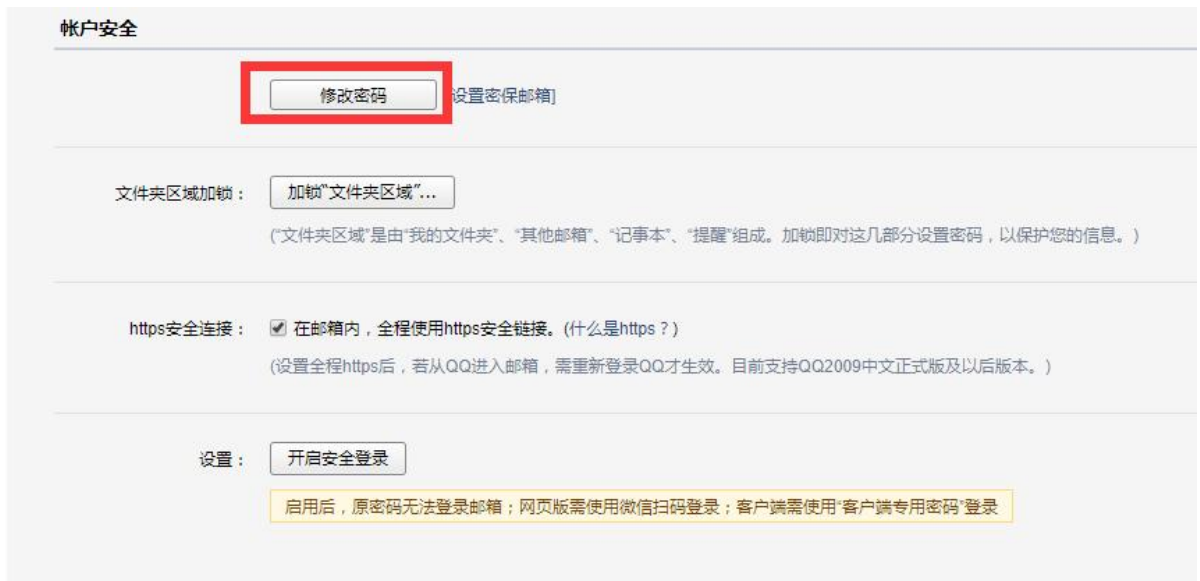 帐户安全
修改密码 设置密保邮箱]
文件夹区域加锁： 加锁“文件夹区域”...
(“文件夹区域”是由“我的文件夹”、“其他邮箱”、“记事本”、“提醒”组成。加锁即对这几部分设置密码，以保护您的信息。)
https安全连接： 在邮箱内，全程使用https安全链接。(什么是https？)
(设置全程https后，若从QQ进入邮箱，需重新登录QQ才生效。目前支持QQ2009中文正式版及以后版本。)
设置： 开启安全登录
启用后，原密码无法登录邮箱；网页版需使用微信扫码登录；客户端需使用“客户端专用密码”登录